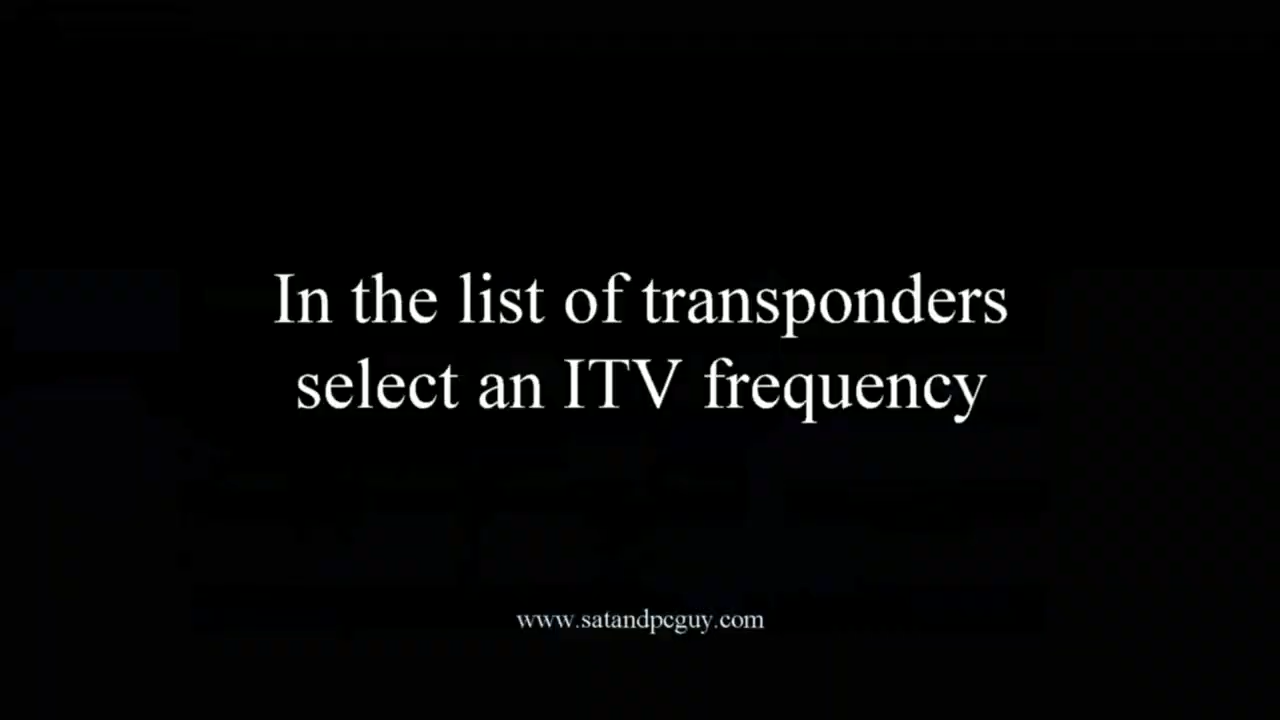 In the list of transponders
select an ITV frequency
www.satandpcguy.com